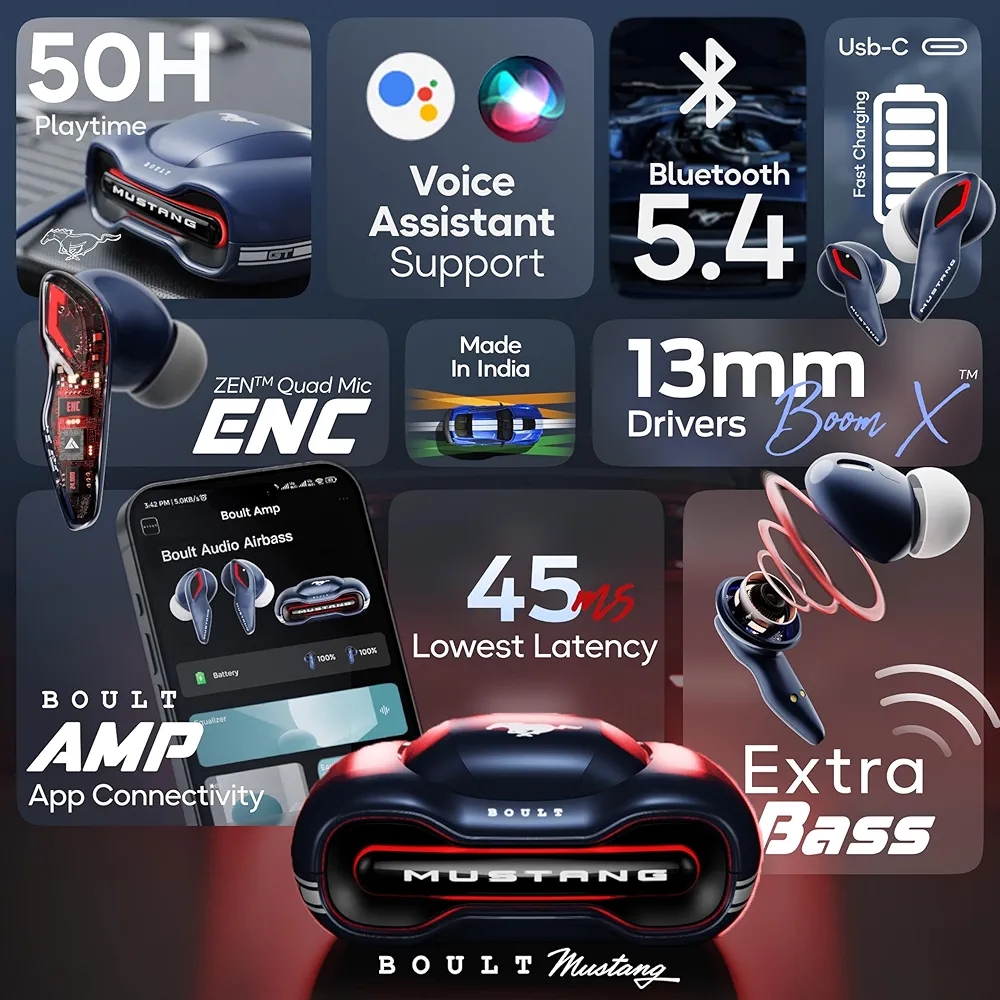 50H
Playtime
BOULT
MUSTANG
GT
Voice
Assistant
Support
Bluetooth
5.4
Usb-C
Fast Charging
MUSTANG
MUSTANG
ENC
ZEN™ Quad Mic
ENC
Made
In India
13mm
Drivers
Boom X™
3:42 PM | 5.0KB/s
Boult Amp
Boult Audio Airbass
MUSTANG
Battery
100%
100%
Equalizer
BOULT
AMP
App Connectivity
45ms
Lowest Latency
Extra
Bass
BOULT
MUSTANG
BOULT Mustang